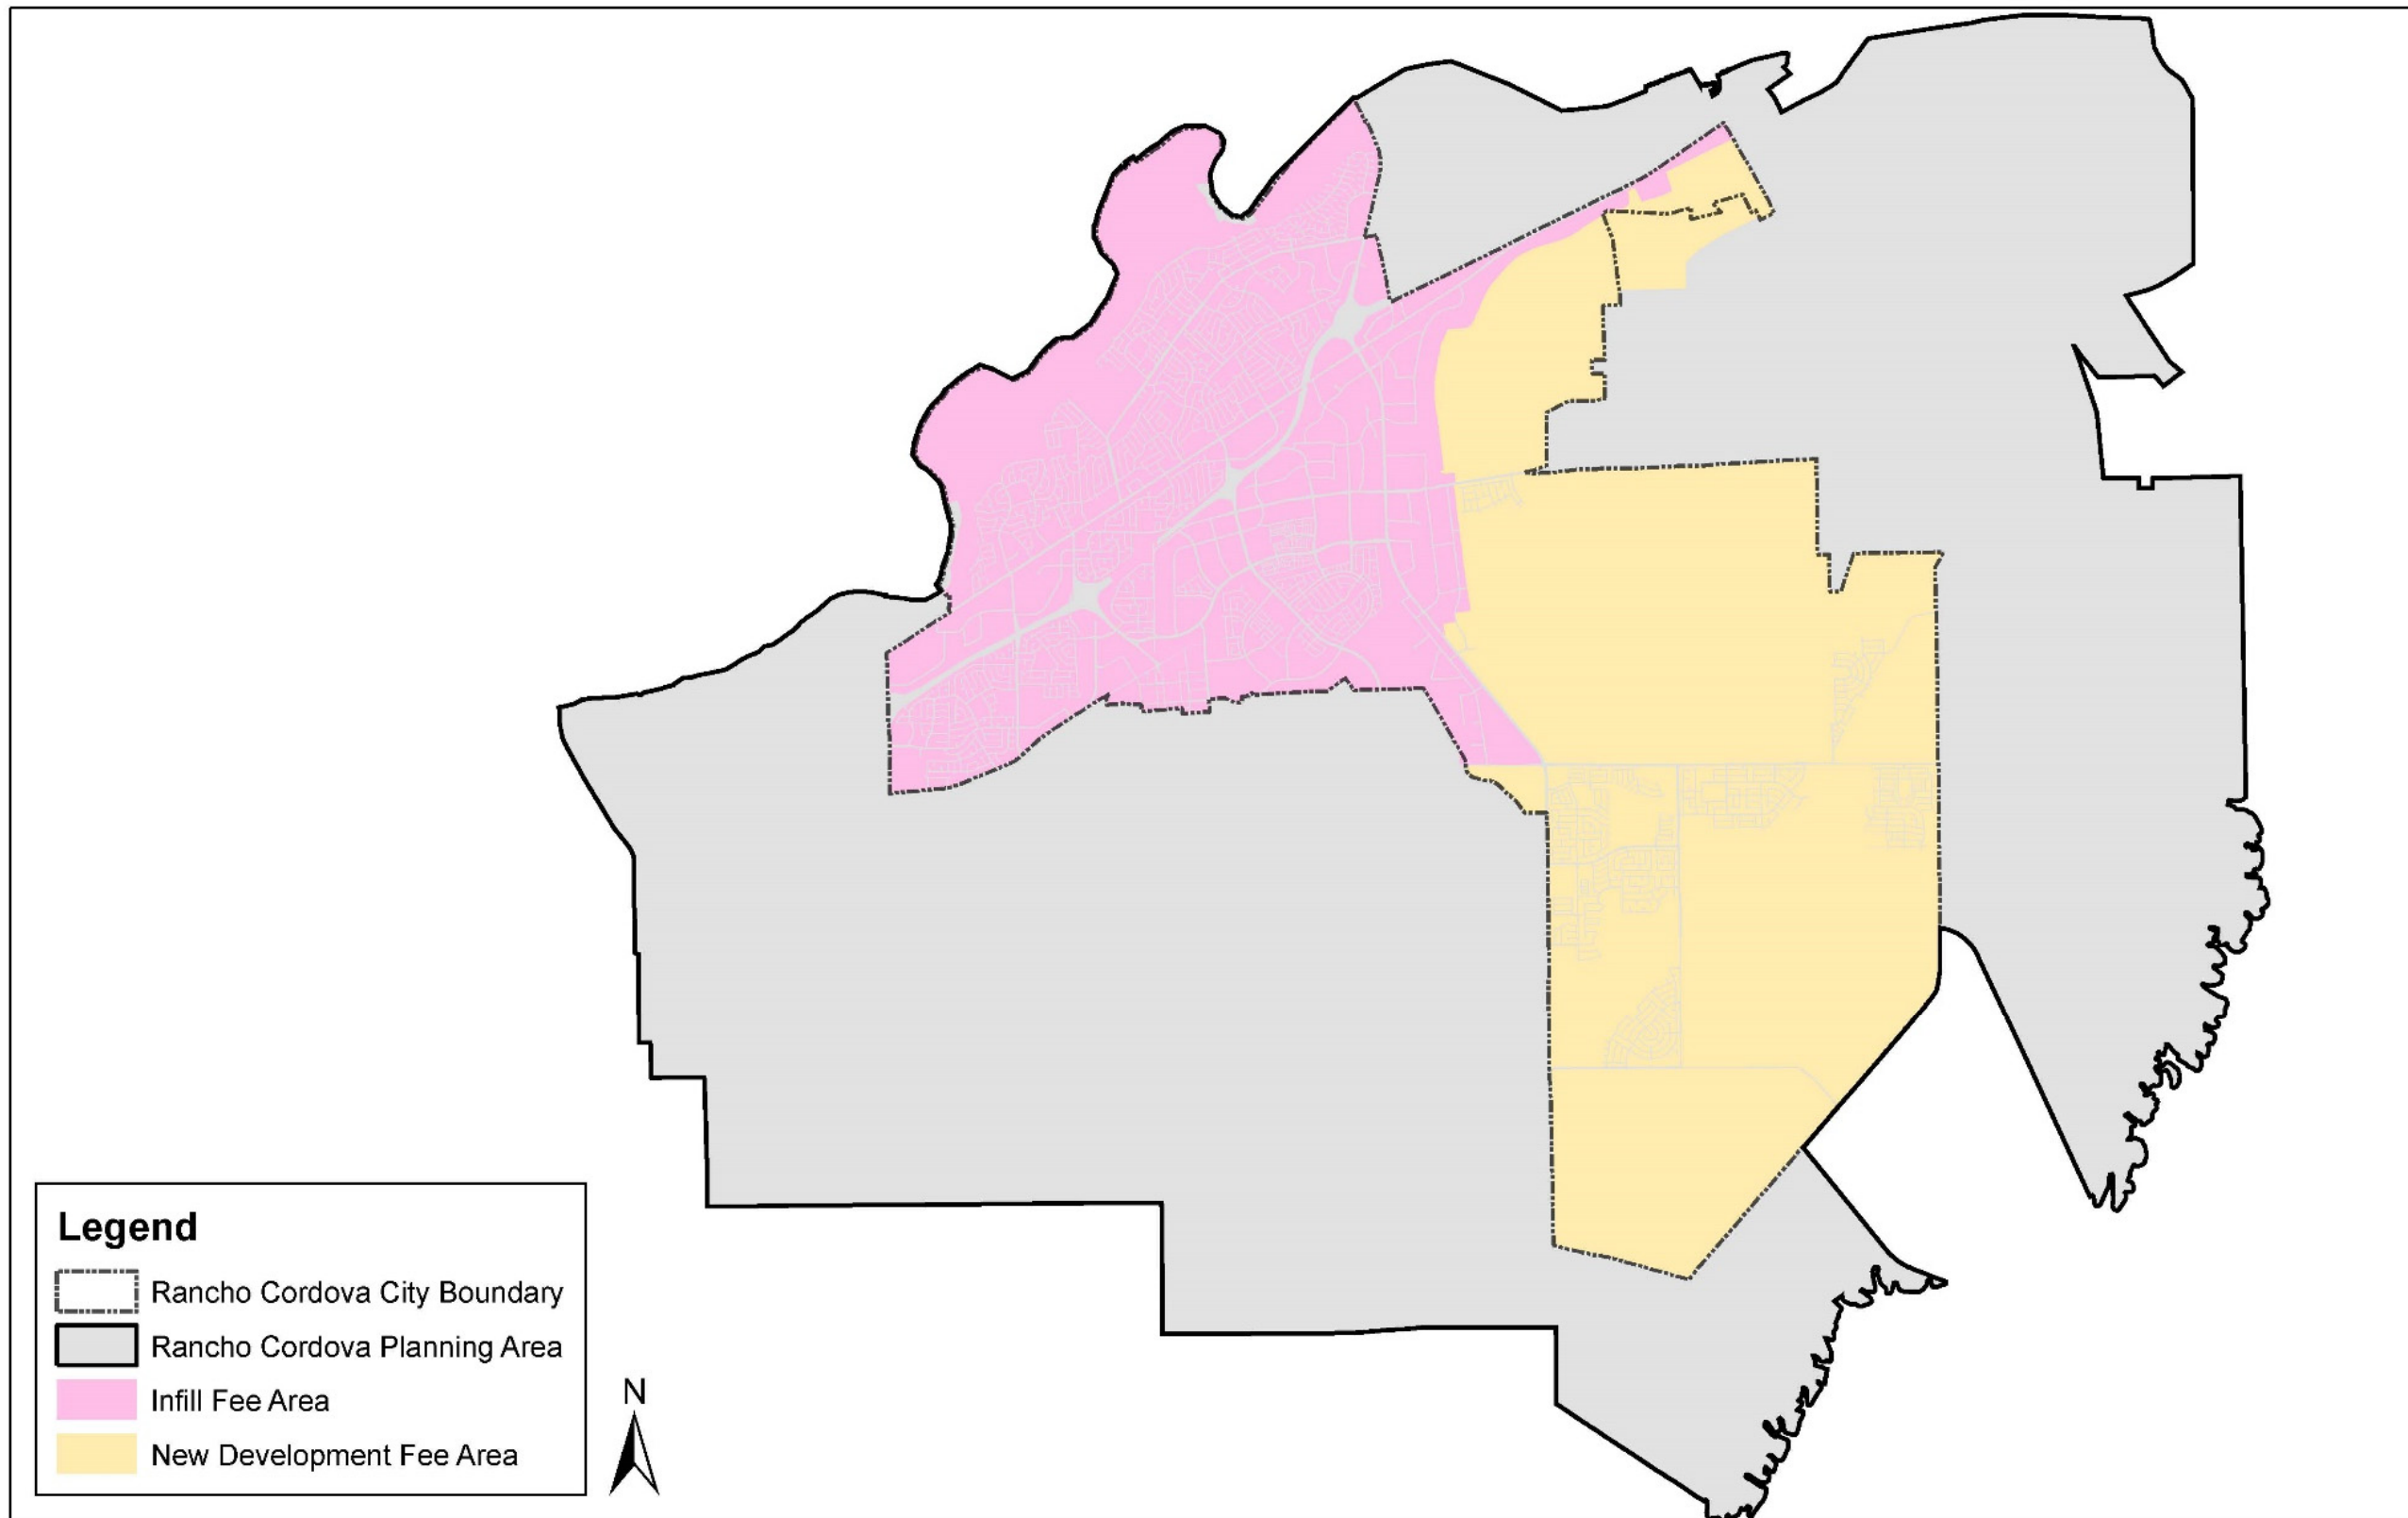 Legend
Rancho Cordova City Boundary
Rancho Cordova Planning Area
Infill Fee Area
New Development Fee Area
N